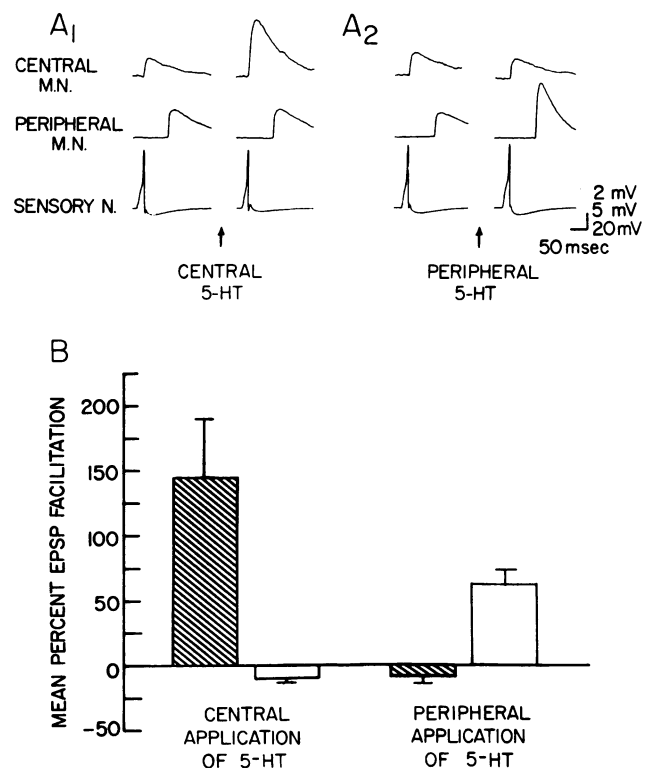 A1 A2
CENTRAL
M.N.
PERIPHERAL
M.N.
SENSORY N.
2 mV
5 mV
20mV
50 msec
CENTRAL
5-HT
PERIPHERAL
5-HT
B
MEAN PERCENT EPSP FACILITATION
200
150
100
50
0
-50
CENTRAL
APPLICATION
OF 5-HT
PERIPHERAL
APPLICATION
OF 5-HT